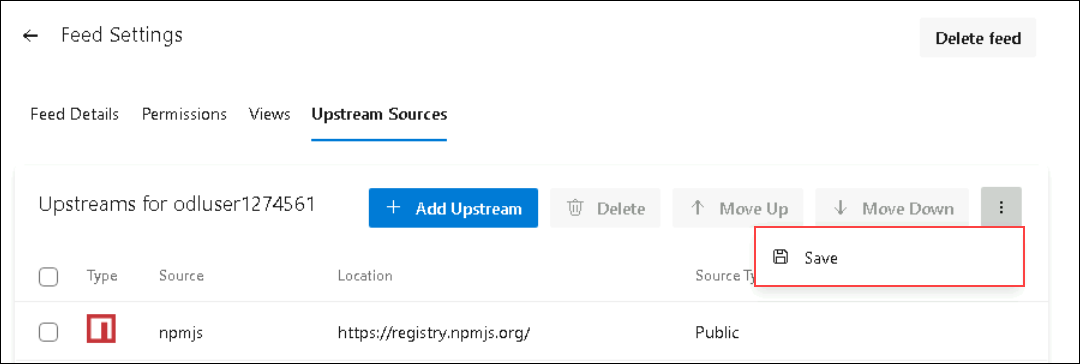 Feed Settings
Delete feed
Feed Details Permissions Views Upstream Sources
Upstreams for odluser1274561
+ Add Upstream Delete Move Up Move Down
Save
Type Source Location Source Ty
npmjs https://registry.npmjs.org/ Public